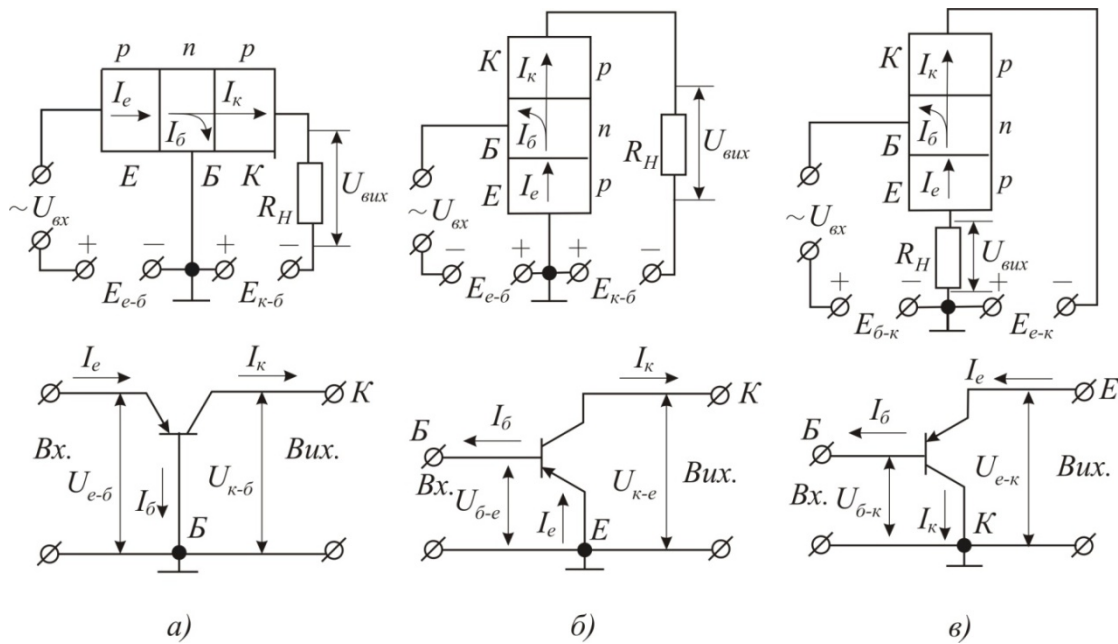 p n p
I_е I_к
I_б
Е Б К
~U_вх
R_Н U_вих
+ − + −
E_е-б E_к-б
К I_к p
I_б n
Б
Е I_е p
R_Н U_вих
~U_вх
− + + −
E_е-б E_к-б
К I_к p
I_б n
Б
Е I_е p
~U_вх
R_Н U_вих
+ − + −
E_б-к E_е-к
I_е I_к
К
Вх. Вих.
U_е-б U_к-б
I_б
Б
I_к
К
Б I_б
Вх. U_к-е Вих.
U_б-е
I_е Е
I_е
Е
Б I_б
Вх. U_е-к Вих.
U_б-к
I_к К
а) б) в)